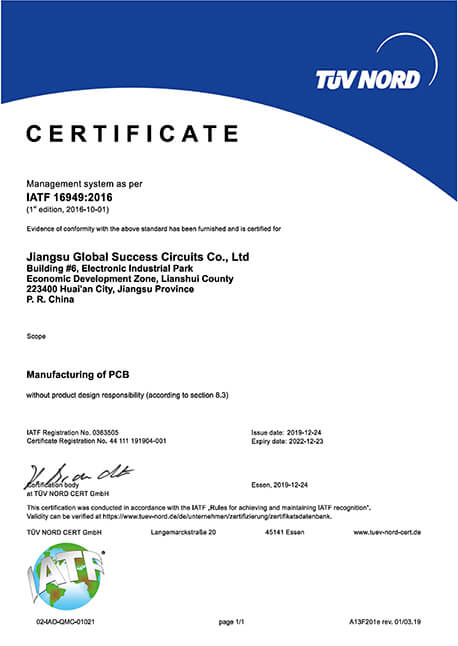 TÜV NORD
CERTIFICATE
Management system as per
IATF 16949:2016
(1st edition, 2016-10-01)
Evidence of conformity with the above standard has been furnished and is certified for
Jiangsu Global Success Circuits Co., Ltd
Building #6, Electronic Industrial Park
Economic Development Zone, Lianshui County
223400 Huai'an City, Jiangsu Province
P. R. China
Scope
Manufacturing of PCB
without product design responsibility (according to section 8.3)
IATF Registration No. 0363505 Issue date: 2019-12-24
Certificate Registration No. 44 111 191904-001 Expiry date: 2022-12-23
Certification body Essen, 2019-12-24
at TÜV NORD CERT GmbH
This certification was conducted in accordance with the IATF „Rules for achieving and maintaining IATF recognition".
Validity can be verified at https://www.tuev-nord.de/de/unternehmen/zertifizierung/zertifikatsdatenbank.
TÜV NORD CERT GmbH Langemarckstraße 20 45141 Essen www.tuev-nord-cert.de
IATF
02-IAO-QMC-01021 page 1/1 A13F201e rev. 01/03.19